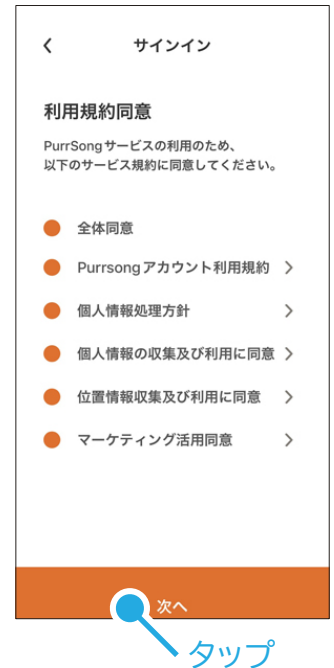 サインイン
利用規約同意
PurrSongサービスの利用のため、
以下のサービス規約に同意してください。
全体同意
Purrsongアカウント利用規約
個人情報処理方針
個人情報の収集及び利用に同意
位置情報収集及び利用に同意
マーケティング活用同意
次へ
タップ